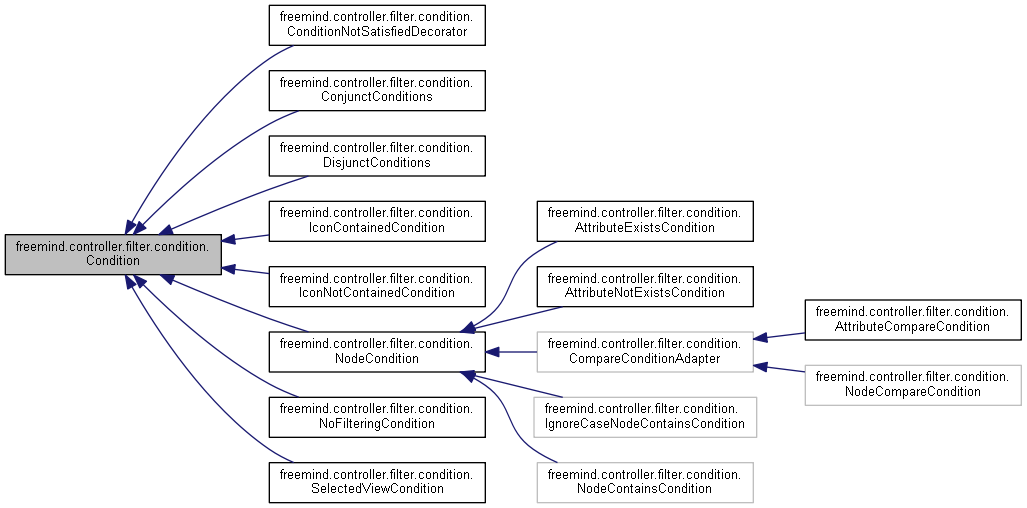 freemind.controller.filter.condition.
ConditionNotSatisfiedDecorator
freemind.controller.filter.condition.
ConjunctConditions
freemind.controller.filter.condition.
DisjunctConditions
freemind.controller.filter.condition.
IconContainedCondition
freemind.controller.filter.condition.
AttributeExistsCondition
freemind.controller.filter.condition.
Condition
freemind.controller.filter.condition.
IconNotContainedCondition
freemind.controller.filter.condition.
AttributeNotExistsCondition
freemind.controller.filter.condition.
AttributeCompareCondition
freemind.controller.filter.condition.
NodeCondition
freemind.controller.filter.condition.
CompareConditionAdapter
freemind.controller.filter.condition.
NodeCompareCondition
freemind.controller.filter.condition.
NoFilteringCondition
freemind.controller.filter.condition.
IgnoreCaseNodeContainsCondition
freemind.controller.filter.condition.
SelectedViewCondition
freemind.controller.filter.condition.
NodeContainsCondition